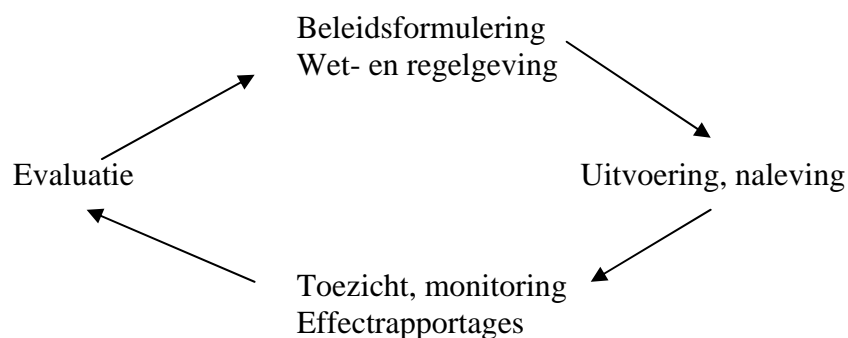 Beleidsformulering
Wet- en regelgeving
Evaluatie
Uitvoering, naleving
Toezicht, monitoring
Effectrapportages